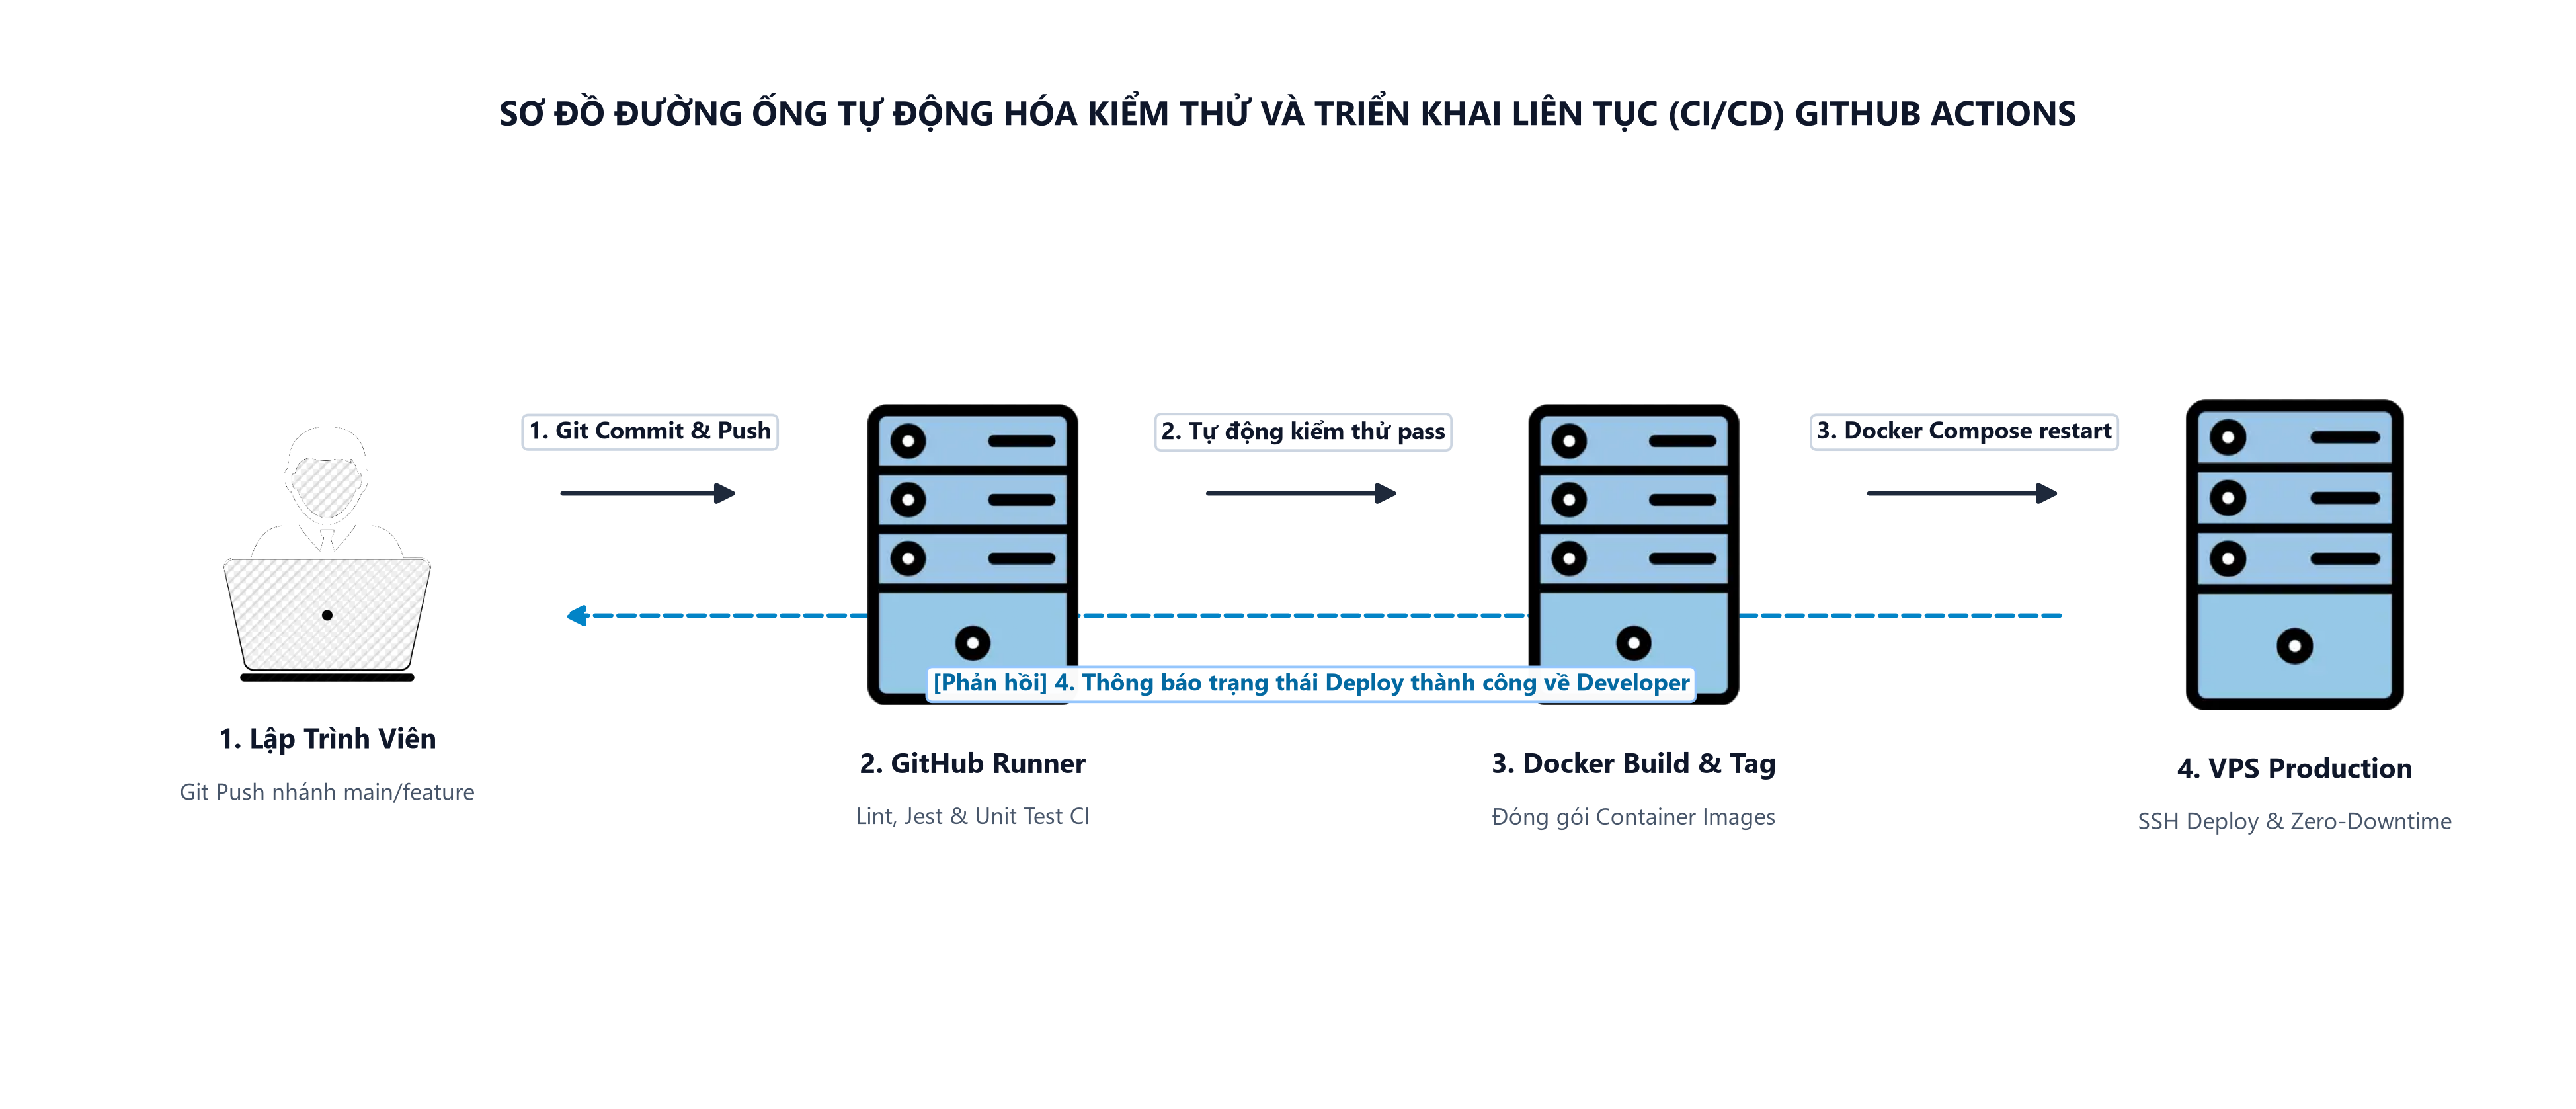 SƠ ĐỒ ĐƯỜNG ỐNG TỰ ĐỘNG HÓA KIỂM THỬ VÀ TRIỂN KHAI LIÊN TỤC (CI/CD) GITHUB ACTIONS
1. Git Commit & Push
2. Tự động kiểm thử pass
3. Docker Compose restart
[Phản hồi] 4. Thông báo trạng thái Deploy thành công về Developer
1. Lập Trình Viên
Git Push nhánh main/feature
2. GitHub Runner
Lint, Jest & Unit Test CI
3. Docker Build & Tag
Đóng gói Container Images
4. VPS Production
SSH Deploy & Zero-Downtime